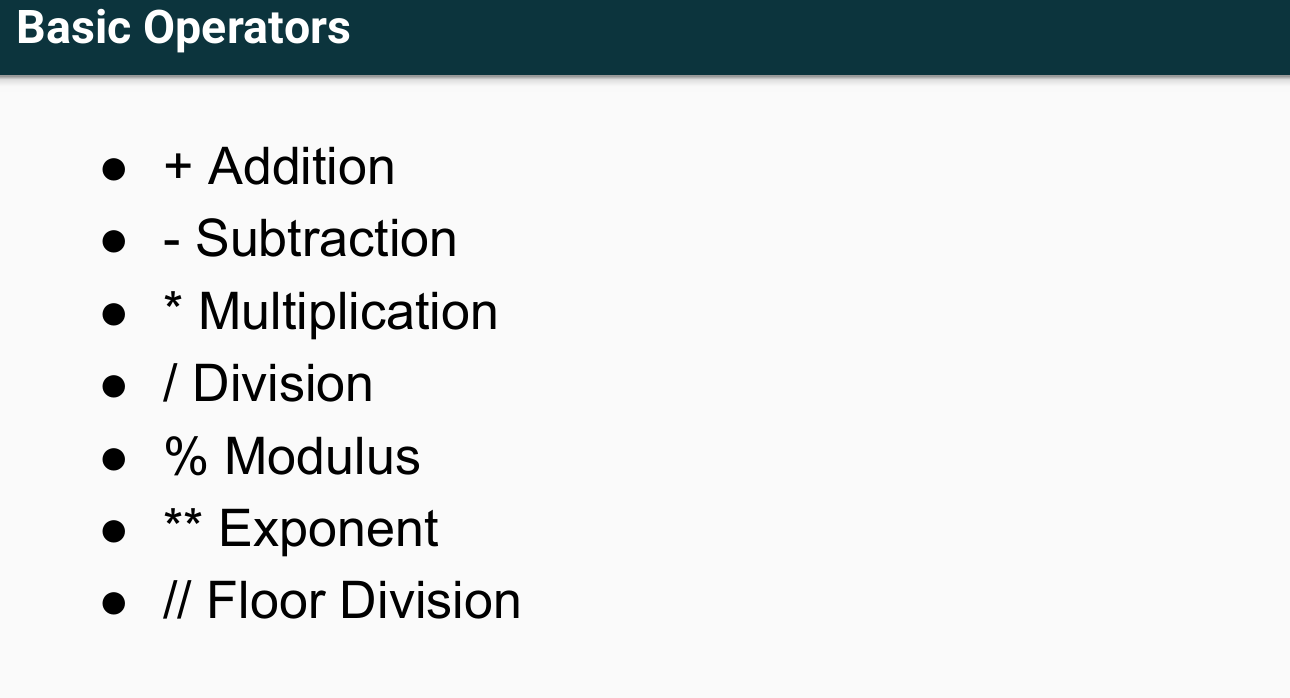 Basic Operators
● + Addition
● - Subtraction
● * Multiplication
● / Division
● % Modulus
● ** Exponent
● // Floor Division